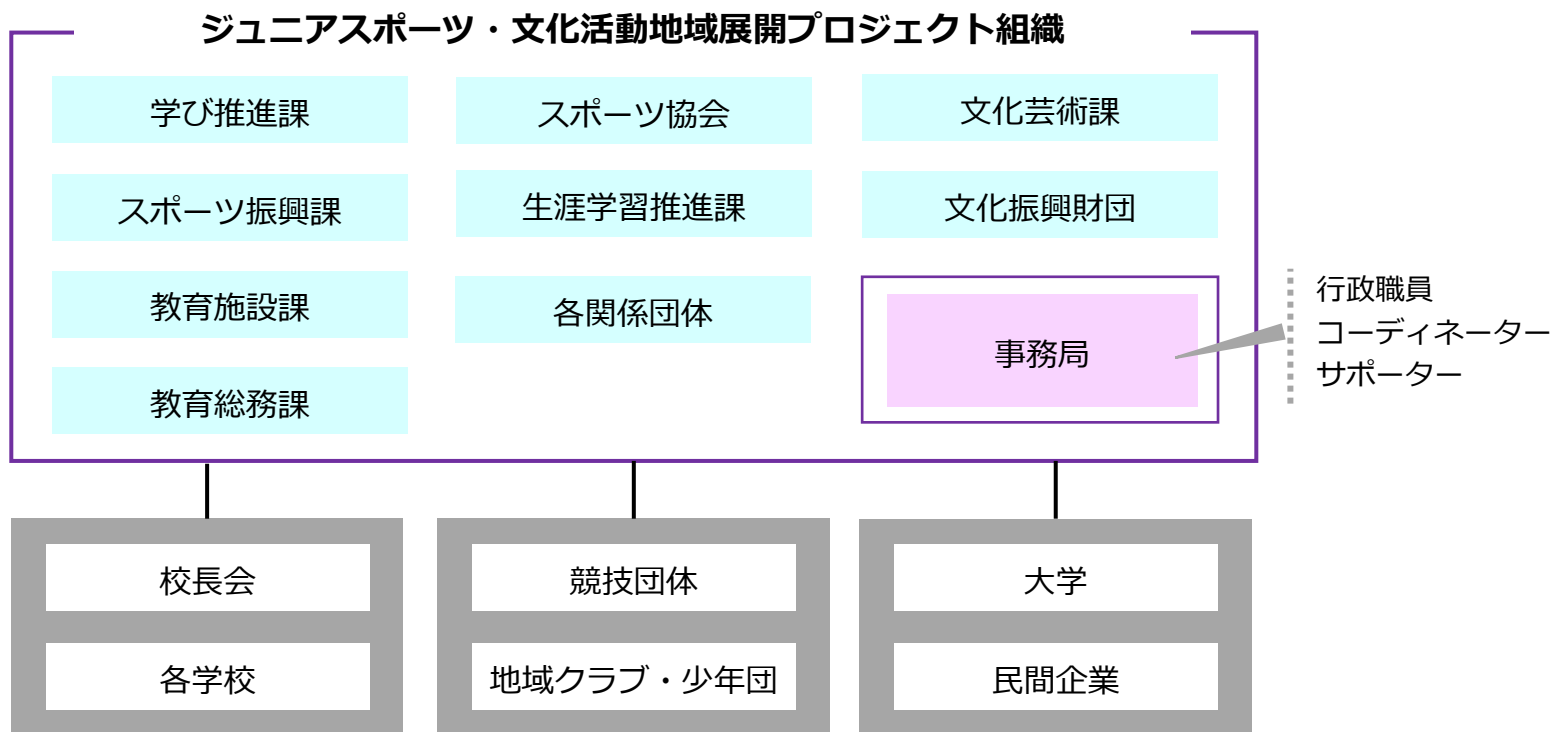 ジュニアスポーツ・文化活動地域展開プロジェクト組織
学び推進課
スポーツ協会
文化芸術課
スポーツ振興課
生涯学習推進課
文化振興財団
教育施設課
各関係団体
事務局
教育総務課
行政職員
コーディネーター
サポーター
校長会
競技団体
大学
各学校
地域クラブ・少年団
民間企業